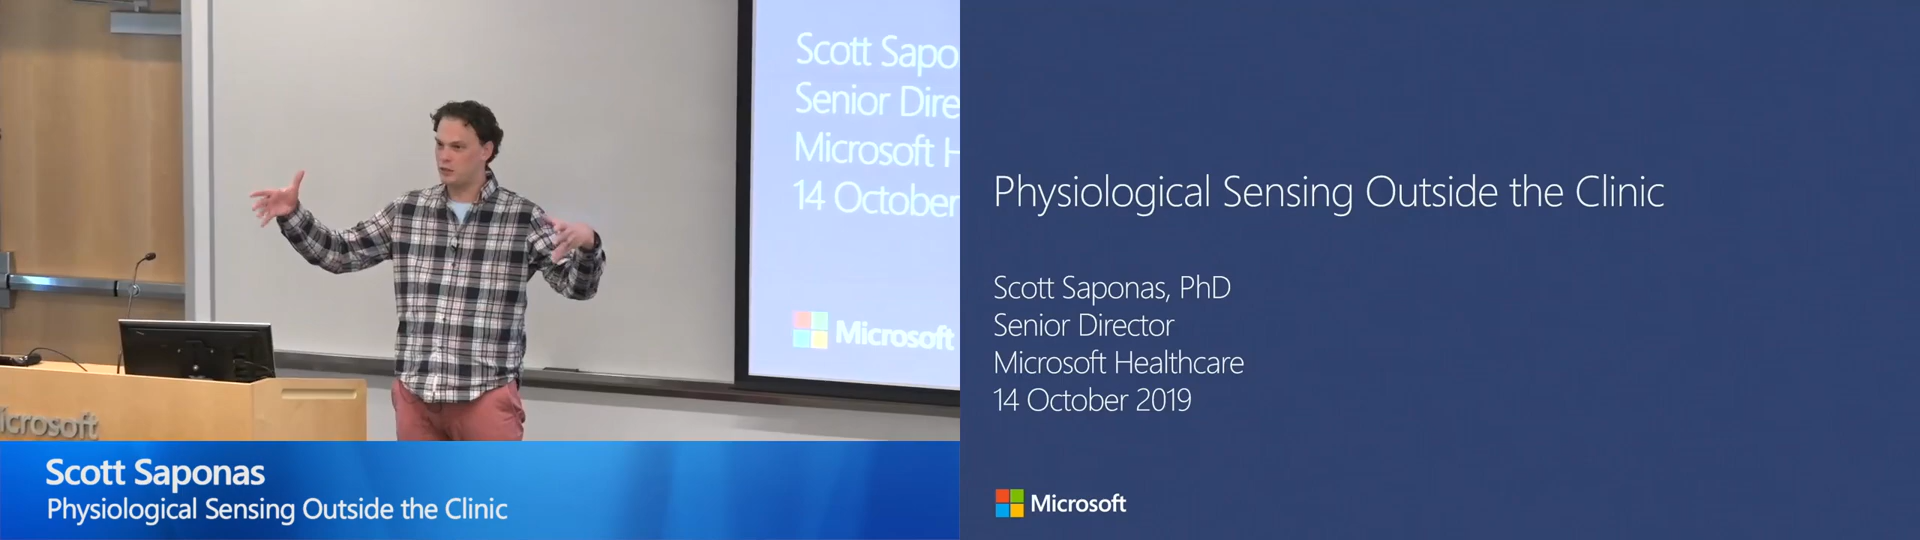 Scott Sapo
Senior Dire
Microsoft H
14 October
Microsoft
icrosoft
Scott Saponas
Physiological Sensing Outside the Clinic
Physiological Sensing Outside the Clinic
Scott Saponas, PhD
Senior Director
Microsoft Healthcare
14 October 2019
Microsoft